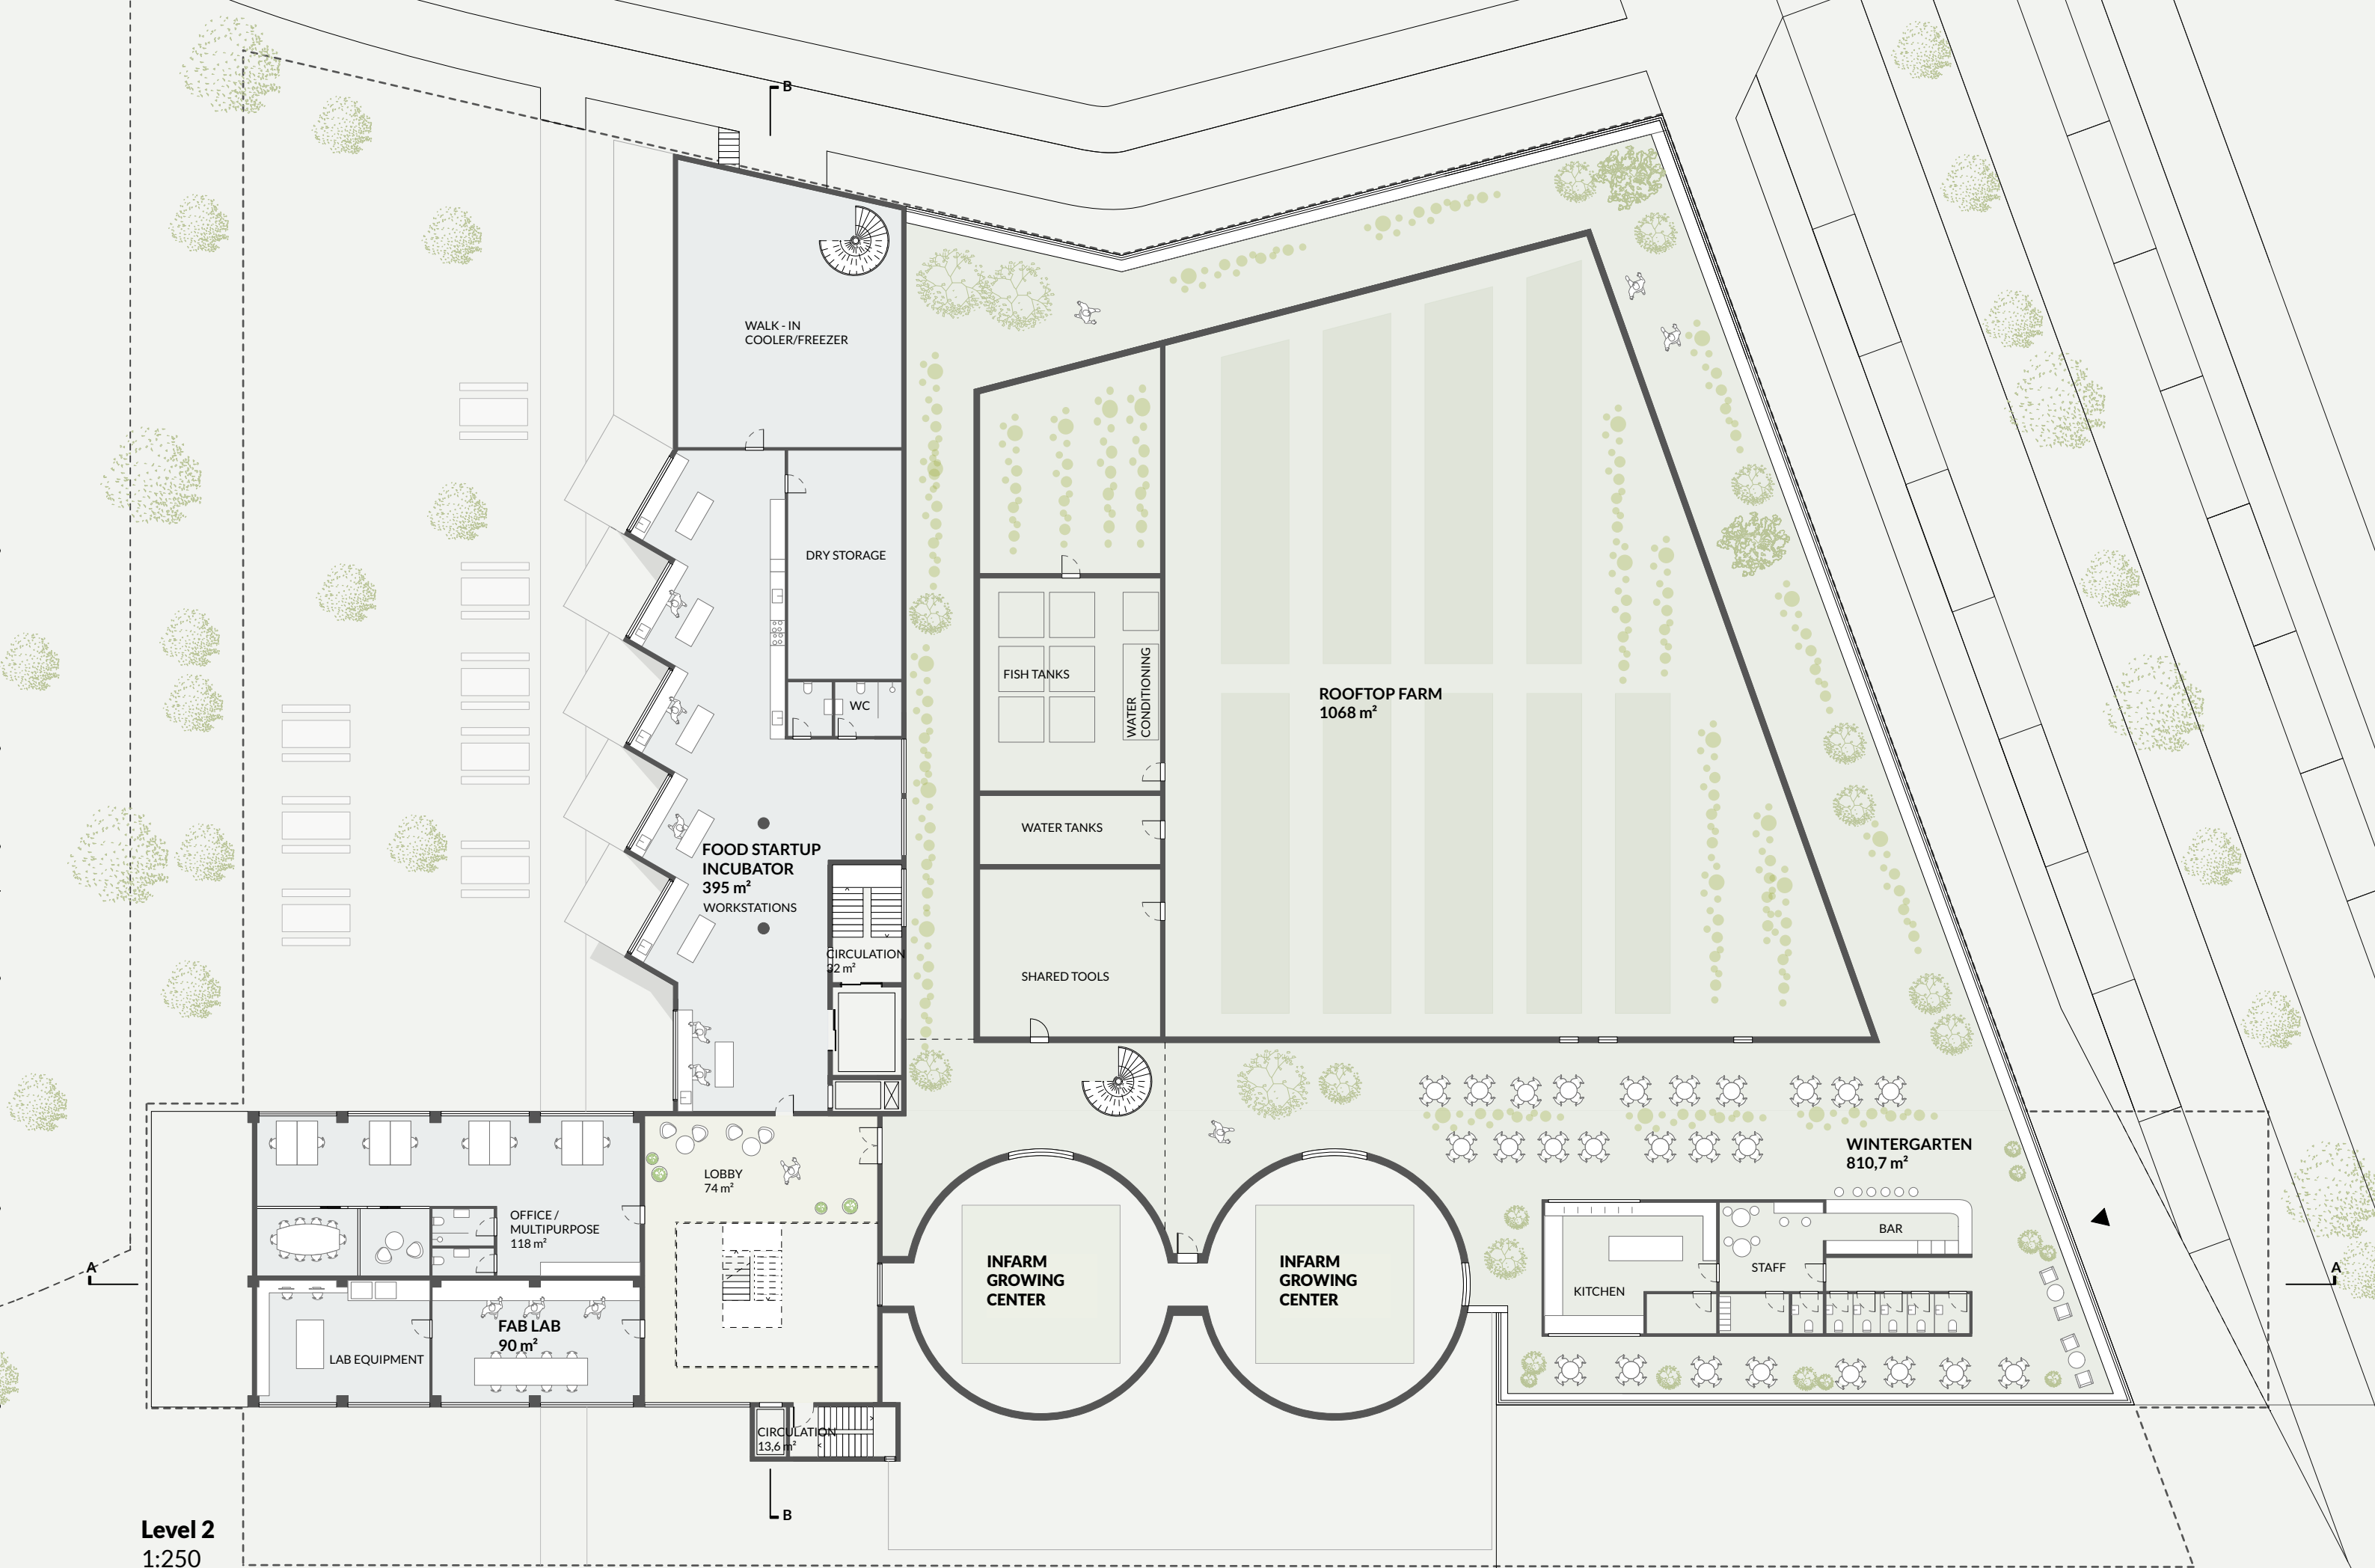 B
WALK - IN
COOLER/FREEZER
DRY STORAGE
WC
FISH TANKS
WATER
CONDITIONING
ROOFTOP FARM
1068 m²
WATER TANKS
FOOD STARTUP
INCUBATOR
395 m²
WORKSTATIONS
CIRCULATION
32 m²
SHARED TOOLS
WINTERGARTEN
810,7 m²
LOBBY
74 m²
OFFICE /
MULTIPURPOSE
118 m²
BAR
STAFF
KITCHEN
INFARM
GROWING
CENTER
INFARM
GROWING
CENTER
A
A
FAB LAB
90 m²
LAB EQUIPMENT
CIRCULATION
13,6 m²
B
Level 2
1:250